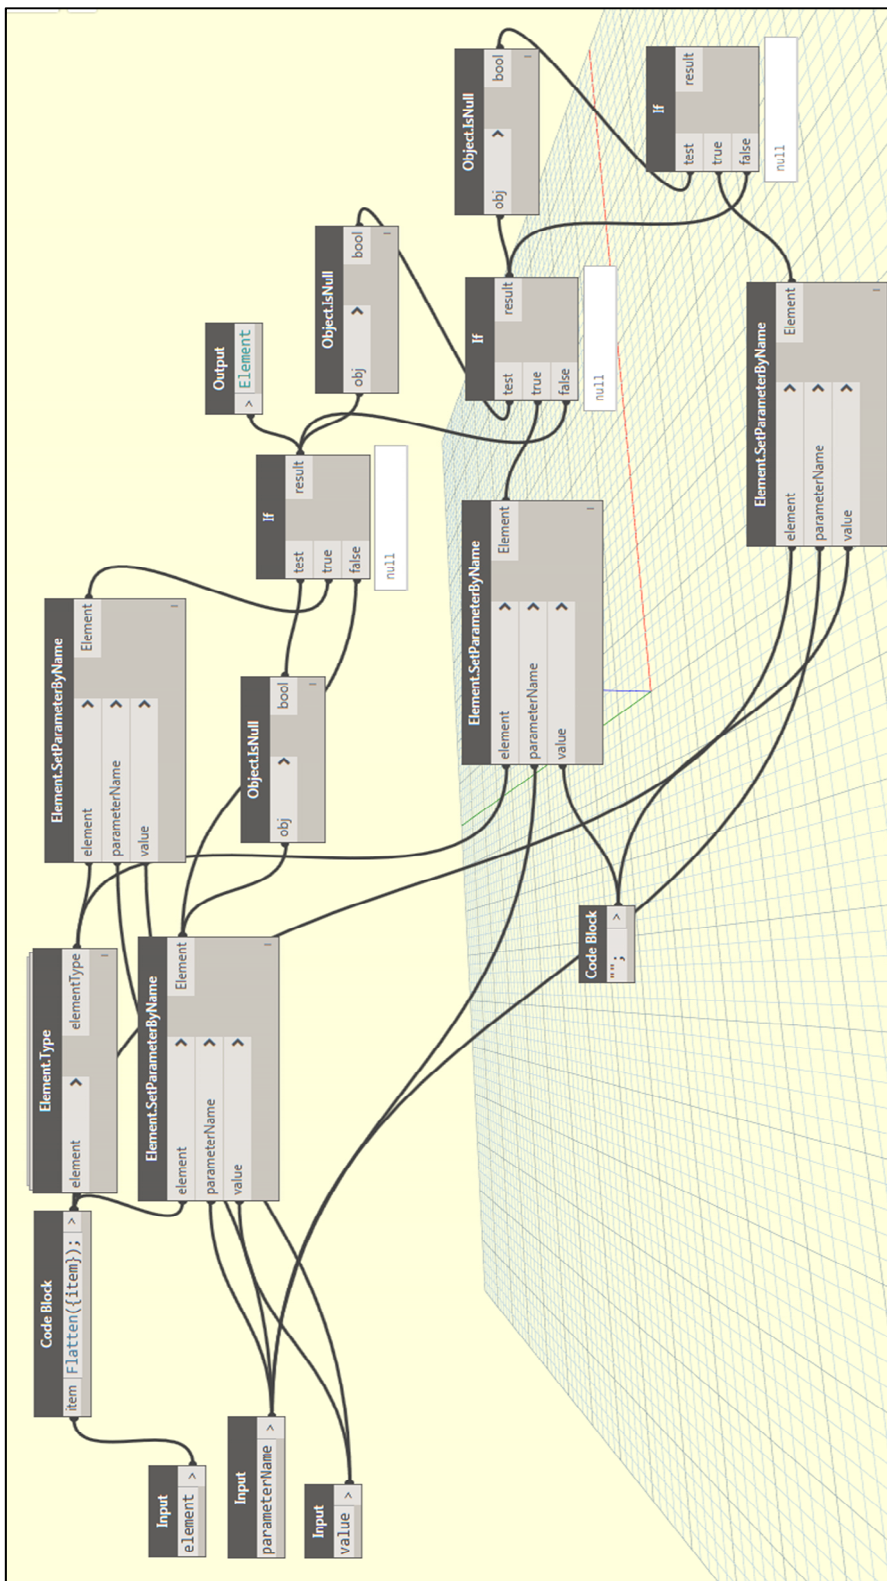 Input
element >
Input
parameterName >
Input
value >
Code Block
item Flatten({item}); >
Element.Type
element elementType
Element.SetParameterByName
element Element
parameterName
value
Element.SetParameterByName
element Element
parameterName
value
Object.IsNull
obj bool
If
test result
true
false
null
Output
> Element
Object.IsNull
obj bool
Code Block
""; >
Element.SetParameterByName
element Element
parameterName
value
If
test result
true
false
null
Object.IsNull
obj bool
Element.SetParameterByName
element Element
parameterName
value
If
test result
true
false
null